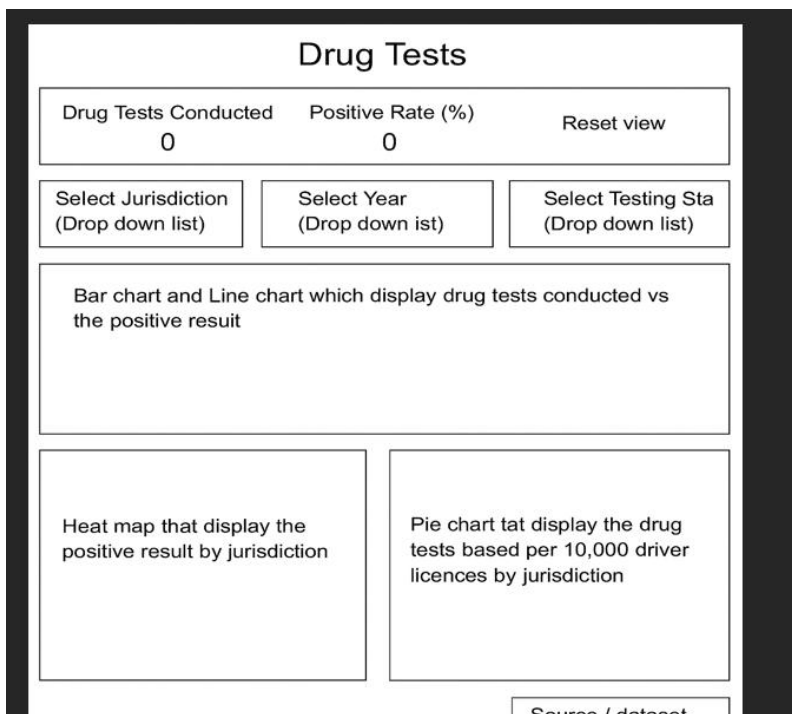 Drug Tests
Drug Tests Conducted
0
Positive Rate (%)
0
Reset view
Select Jurisdiction
(Drop down list)
Select Year
(Drop down ist)
Select Testing Sta
(Drop down list)
Bar chart and Line chart which display drug tests conducted vs
the positive resuit
Heat map that display the
positive result by jurisdiction
Pie chart tat display the drug
tests based per 10,000 driver
licences by jurisdiction
Source / dataset